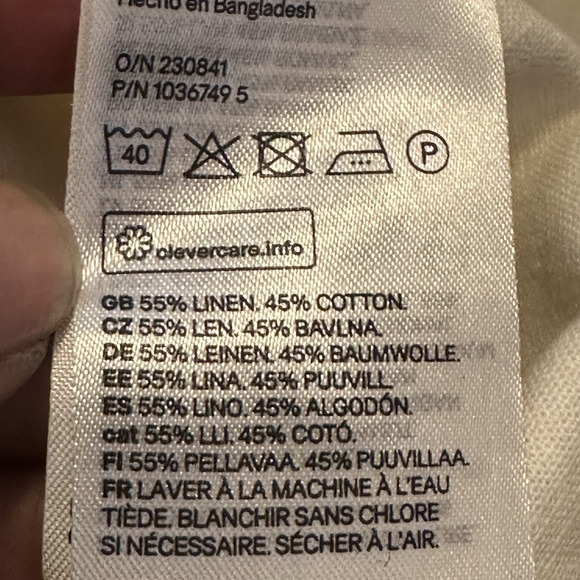 Hecho en Bangladesh
O/N 230841
P/N 1036749 5
40 P
clevercare.info
GB 55% LINEN. 45% COTTON.
CZ 55% LEN. 45% BAVLNA.
DE 55% LEINEN. 45% BAUMWOLLE.
EE 55% LINA. 45% PUUVILL.
ES 55% LINO. 45% ALGODÓN.
cat 55% LLI. 45% COTÓ.
FI 55% PELLAVAA. 45% PUUVILLAA.
FR LAVER À LA MACHINE À L'EAU
TIÈDE. BLANCHIR SANS CHLORE
SI NÉCESSAIRE. SÉCHER À L'AIR.